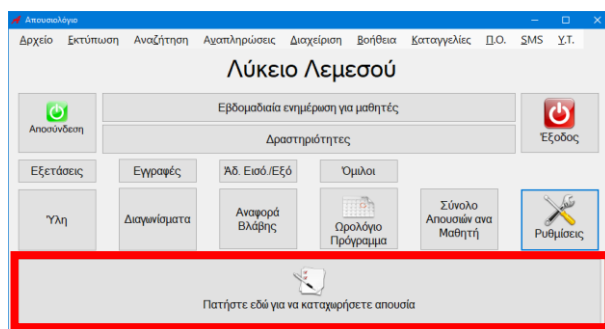 Απουσιολόγιο
Αρχείο Εκτύπωση Αναζήτηση Αναπληρώσεις Διαχείριση Βοήθεια Καταγγελίες Π.Ο. SMS Υ.Τ.
Λύκειο Λεμεσού
Αποσύνδεση
Εβδομαδιαία ενημέρωση για μαθητές
Δραστηριότητες
Έξοδος
Εξετάσεις Εγγραφές Άδ. Εισό./Εξό Όμιλοι
Ύλη
Διαγωνίσματα
Αναφορά
Βλάβης
Ωρολόγιο
Πρόγραμμα
Σύνολο
Απουσιών ανα
Μαθητή
Ρυθμίσεις
Πατήστε εδώ για να καταχωρήσετε απουσία